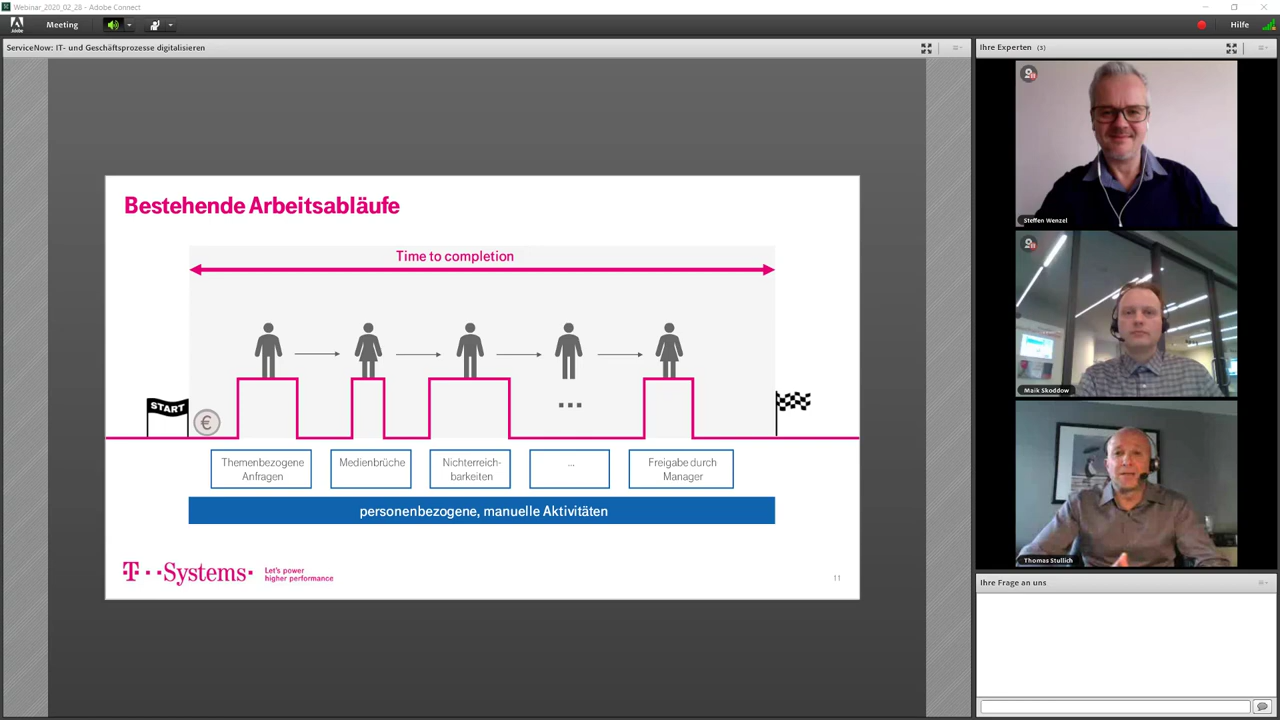 Webinar_2020_02_28 - Adobe Connect
Adobe
Meeting
Hilfe
ServiceNow: IT- und Geschäftsprozesse digitalisieren
Bestehende Arbeitsabläufe
Time to completion
START
€
...
Themenbezogene
Anfragen
Medienbrüche
Nichterreich-
barkeiten
...
Freigabe durch
Manager
personenbezogene, manuelle Aktivitäten
T · · Systems ·
Let's power
higher performance
11
Ihre Experten (3)
Steffen Wenzel
Maik Skoddow
Thomas Stullich
Ihre Frage an uns